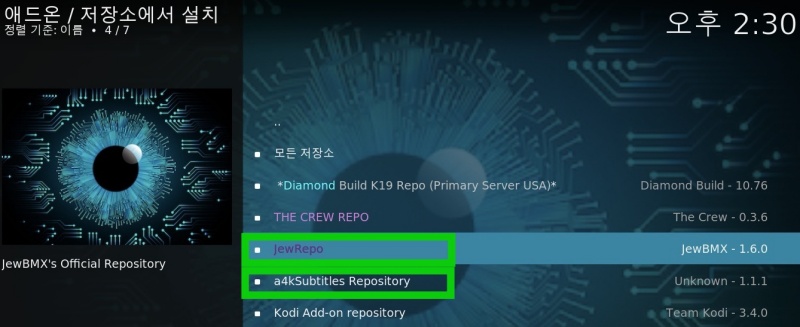 애드온 / 저장소에서 설치
정렬 기준: 이름 • 4 / 7
오후 2:30
..
모든 저장소
*Diamond Build K19 Repo (Primary Server USA)* Diamond Build - 10.76
THE CREW REPO The Crew - 0.3.6
JewRepo JewBMX - 1.6.0
a4kSubtitles Repository Unknown - 1.1.1
Kodi Add-on repository Team Kodi - 3.4.0
JewBMX's Official Repository